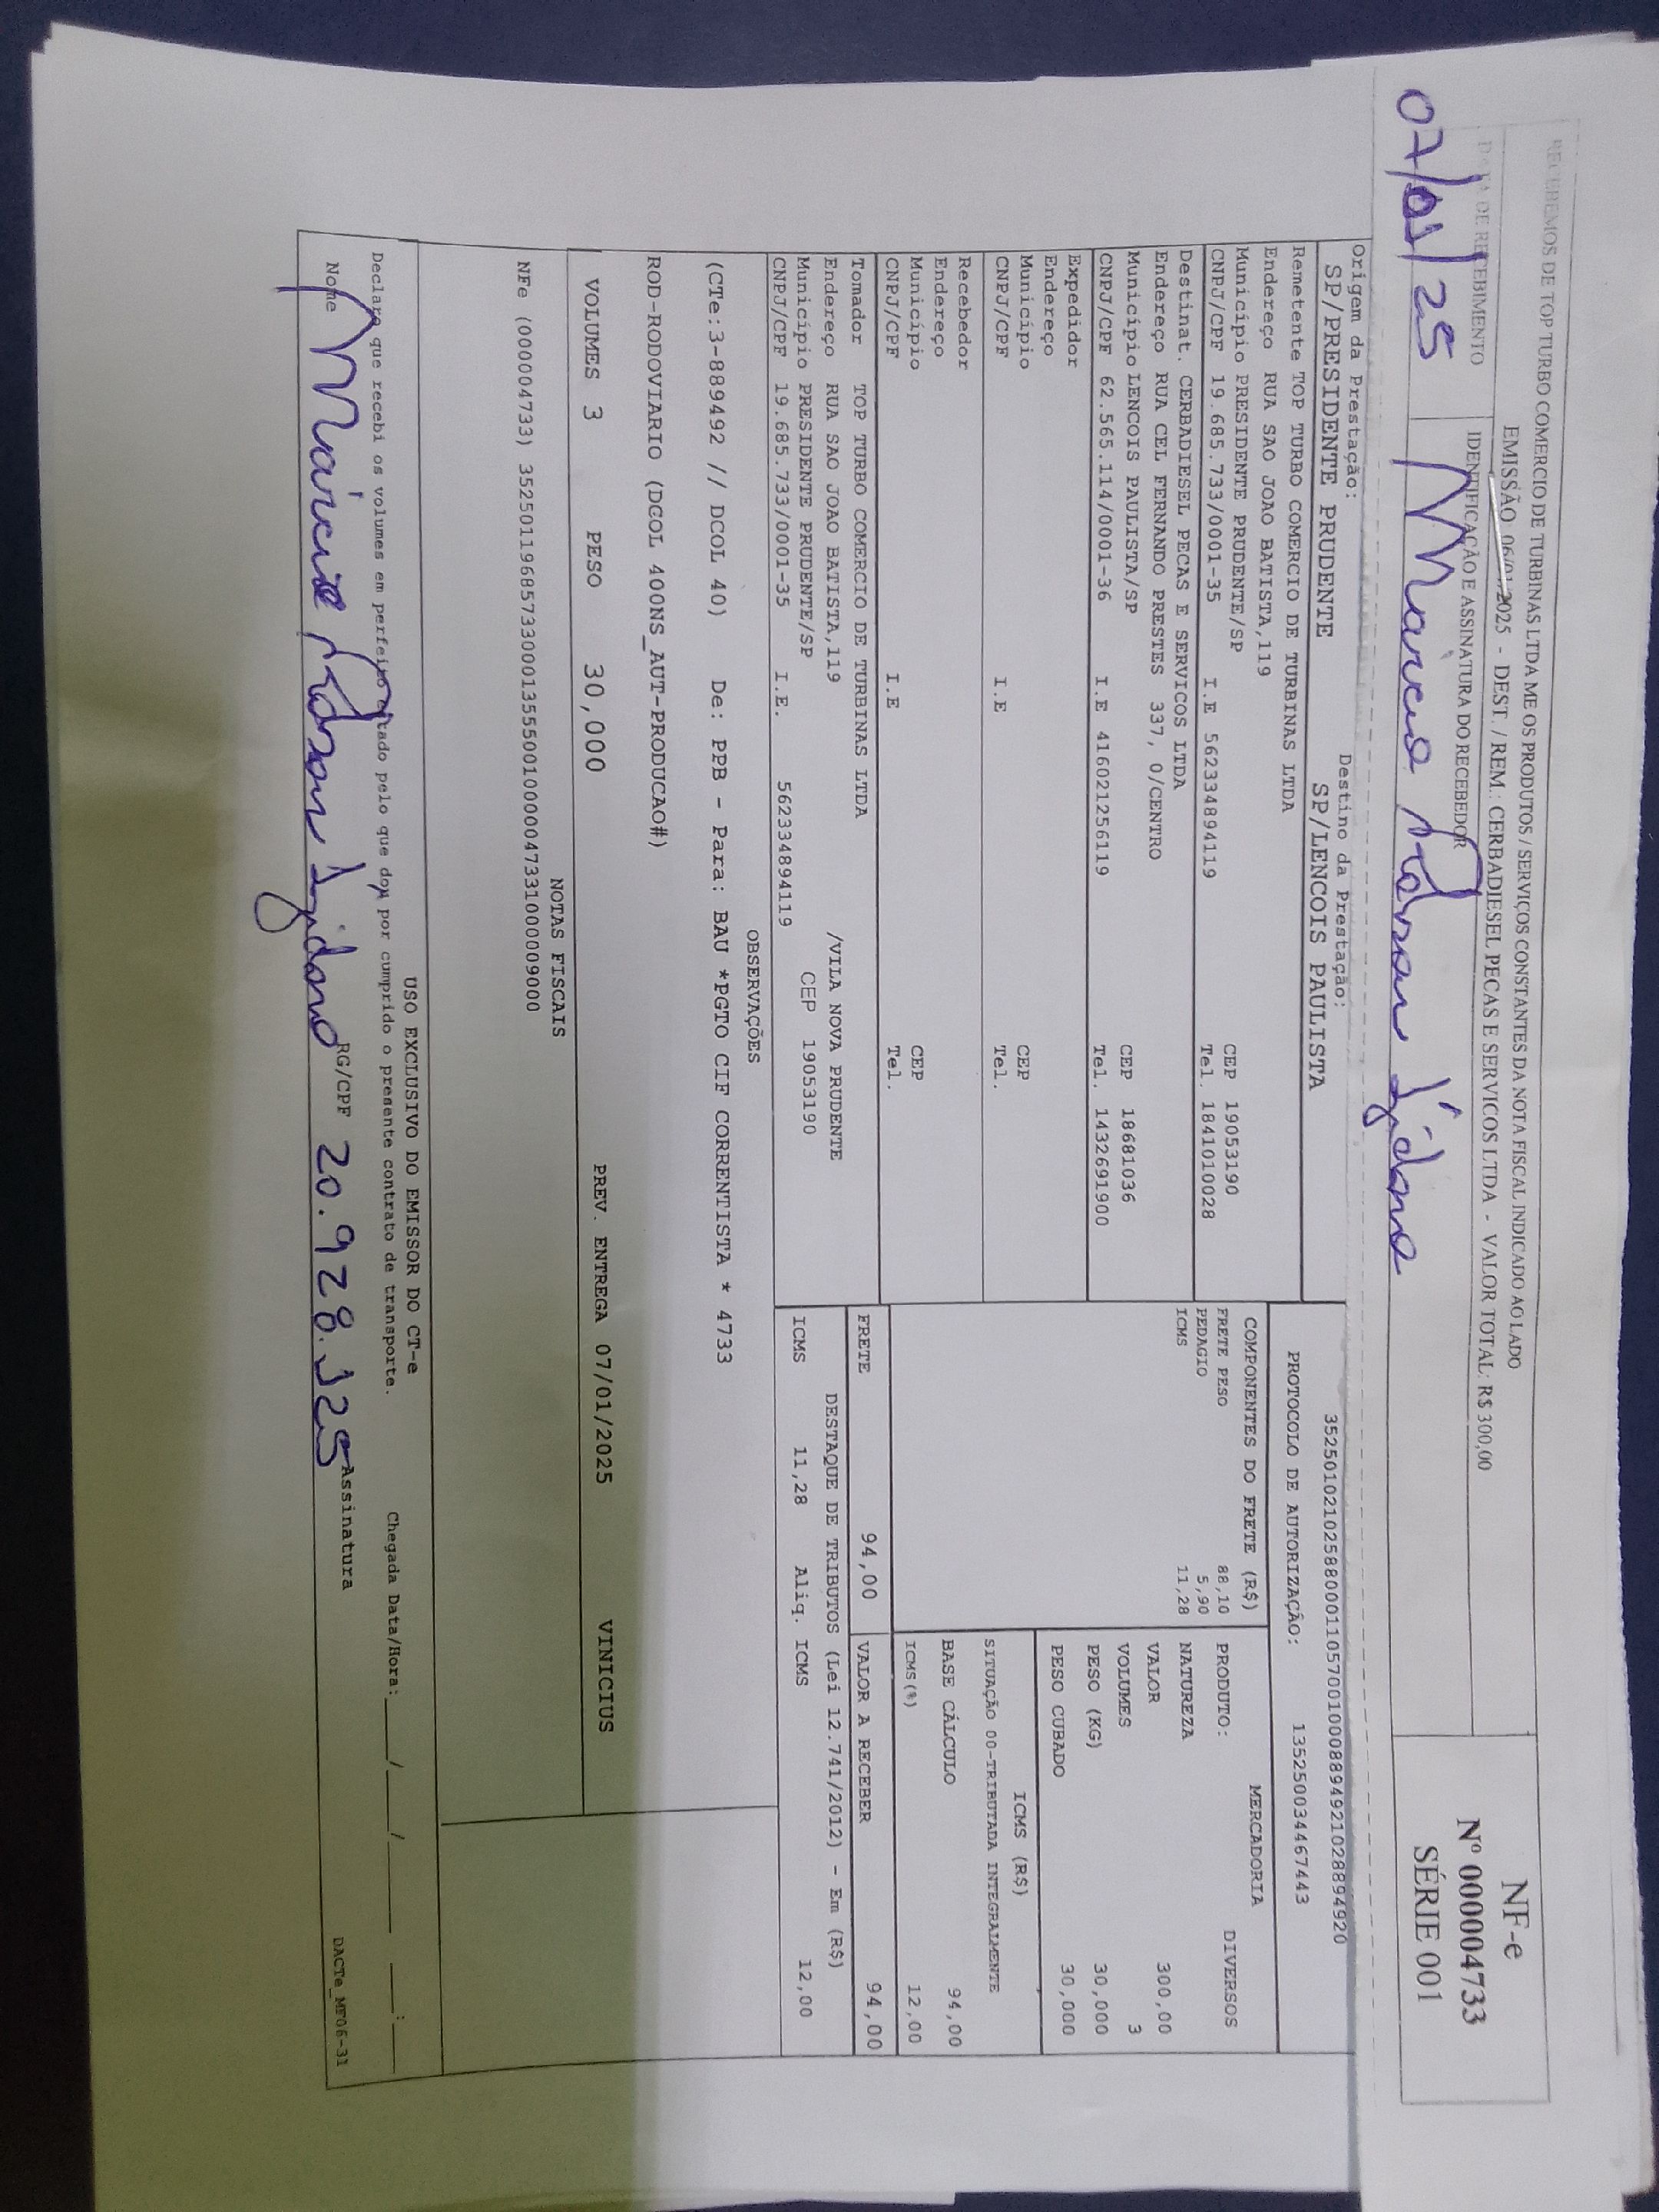 RECEBEREMOS DE TOP TURBO COMERCIO DE TURBINAS LTDA ME OS PRODUTOS / SERVIÇOS CONSTANTES DA NOTA FISCAL INDICADO AO LADO
EMISSÃO 06/01/2025 - DEST. / REM.: CERBADIESEL PECAS E SERVICOS LTDA - VALOR TOTAL: R$ 300,00
DATA DE RECEBIMENTO
IDENTIFICAÇÃO E ASSINATURA DO RECEBEDOR
07/01/25
NF-e
Nº 000004733
SÉRIE 001
Origem da Prestação:
SP/PRESIDENTE PRUDENTE
Destino da Prestação:
SP/LENCOIS PAULISTA
35250102102588000110570010008894921028894920
PROTOCOLO DE AUTORIZAÇÃO: 135250034467443
Remetente TOP TURBO COMERCIO DE TURBINAS LTDA
Endereço RUA SAO JOAO BATISTA,119
Município PRESIDENTE PRUDENTE/SP CEP 19053190
CNPJ/CPF 19.685.733/0001-35 I.E 562334894119 Tel. 1841010028
Destinat. CERBADIESEL PECAS E SERVICOS LTDA
Endereço RUA CEL FERNANDO PRESTES 337, 0/CENTRO
Município LENCOIS PAULISTA/SP CEP 18681036
CNPJ/CPF 62.565.114/0001-36 I.E 416021256119 Tel. 1432691900
Expedidor
Endereço
Município CEP
CNPJ/CPF I.E Tel.
Recebedor
Endereço
Município CEP
CNPJ/CPF I.E Tel.
Tomador TOP TURBO COMERCIO DE TURBINAS LTDA
Endereço RUA SAO JOAO BATISTA,119 /VILA NOVA PRUDENTE
Município PRESIDENTE PRUDENTE/SP CEP 19053190
CNPJ/CPF 19.685.733/0001-35 I.E. 562334894119
COMPONENTES DO FRETE (R$)
FRETE PESO 88,10
PEDAGIO 5,90
ICMS 11,28
MERCADORIA
PRODUTO: DIVERSOS
NATUREZA
VALOR 300,00
VOLUMES 3
PESO (KG) 30,000
PESO CUBADO 30,000
ICMS (R$)
SITUAÇÃO 00-TRIBUTADA INTEGRALMENTE
BASE CÁLCULO 94,00
ICMS(%) 12,00
FRETE 94,00 VALOR A RECEBER 94,00
DESTAQUE DE TRIBUTOS (Lei 12.741/2012) - Em (R$)
ICMS 11,28 Aliq. ICMS 12,00
OBSERVAÇÕES
(CTe:3-889492 // DCOL 40) De: PPB - Para: BAU *PGTO CIF CORRENTISTA * 4733
ROD-RODOVIARIO (DCOL 400NS_AUT-PRODUCAO#)
VOLUMES 3 PESO 30,000 PREV. ENTREGA 07/01/2025 VINICIUS
NOTAS FISCAIS
NFe (000004733) 35250119685733000135550010000047331000009000
USO EXCLUSIVO DO EMISSOR DO CT-e
Declaro que recebi os volumes em perfeito estado pelo que dou por cumprido o presente contrato de transporte. Chegada Data/Hora:____/____/____ ___:___
Nome RG/CPF 20.928.125 Assinatura
DACTe_MF06-31